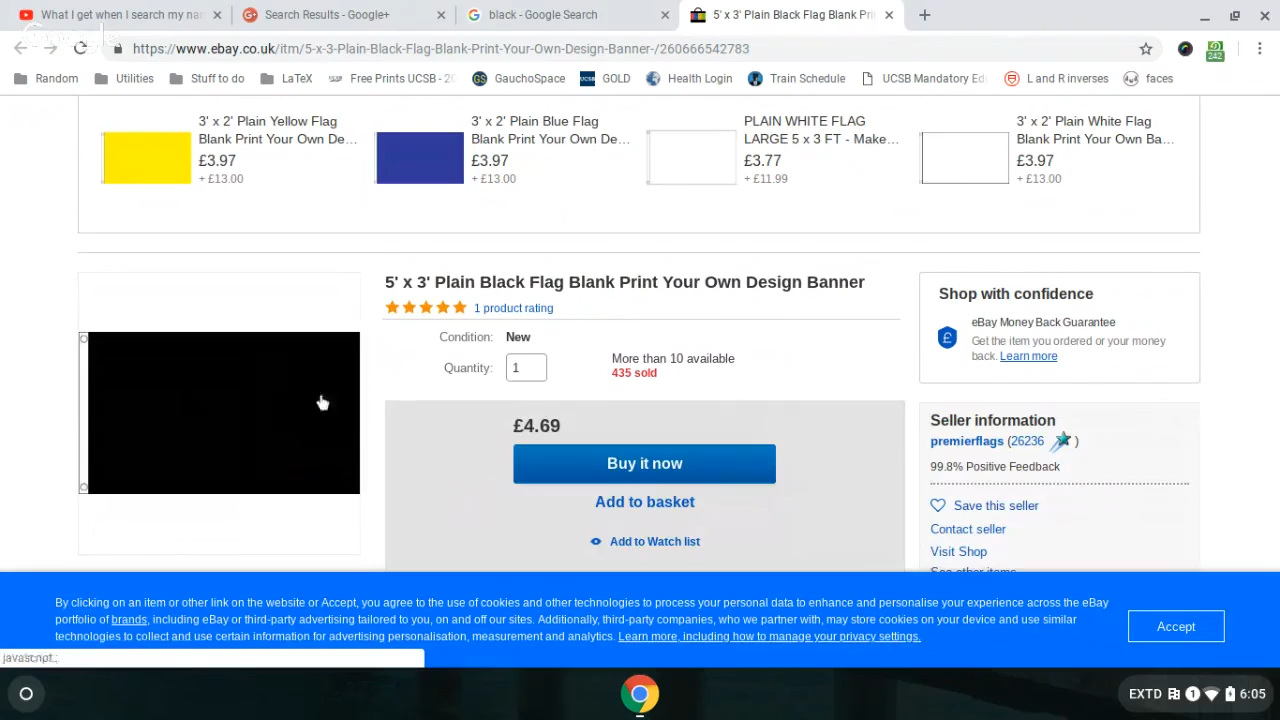 What I get when I search my nam
Search Results - Google+
black - Google Search
5' x 3' Plain Black Flag Blank Prin
https://www.ebay.co.uk/itm/5-x-3-Plain-Black-Flag-Blank-Print-Your-Own-Design-Banner-/260666542783
242
Random
Utilities
Stuff to do
LaTeX
Free Prints UCSB - 20
GauchoSpace
GOLD
Health Login
Train Schedule
UCSB Mandatory Ed
L and R inverses
faces
3' x 2' Plain Yellow Flag
Blank Print Your Own De...
£3.97
+ £13.00
3' x 2' Plain Blue Flag
Blank Print Your Own De...
£3.97
+ £13.00
PLAIN WHITE FLAG
LARGE 5 x 3 FT - Make...
£3.77
+ £11.99
3' x 2' Plain White Flag
Blank Print Your Own Ba...
£3.97
+ £13.00
5' x 3' Plain Black Flag Blank Print Your Own Design Banner
1 product rating
Condition: New
Quantity: 1
More than 10 available
435 sold
£4.69
Buy it now
Add to basket
Add to Watch list
Shop with confidence
eBay Money Back Guarantee
Get the item you ordered or your money
back. Learn more
Seller information
premierflags (26236 )
99.8% Positive Feedback
Save this seller
Contact seller
Visit Shop
See other items
By clicking on an item or other link on the website or Accept, you agree to the use of cookies and other technologies to process your personal data to enhance and personalise your experience across the eBay
portfolio of brands, including eBay or third-party advertising tailored to you, on and off our sites. Additionally, third-party companies, who we partner with, may store cookies on your device and use similar
technologies to collect and use certain information for advertising personalisation, measurement and analytics. Learn more, including how to manage your privacy settings.
Accept
javascript:;
EXTD 1 6:05